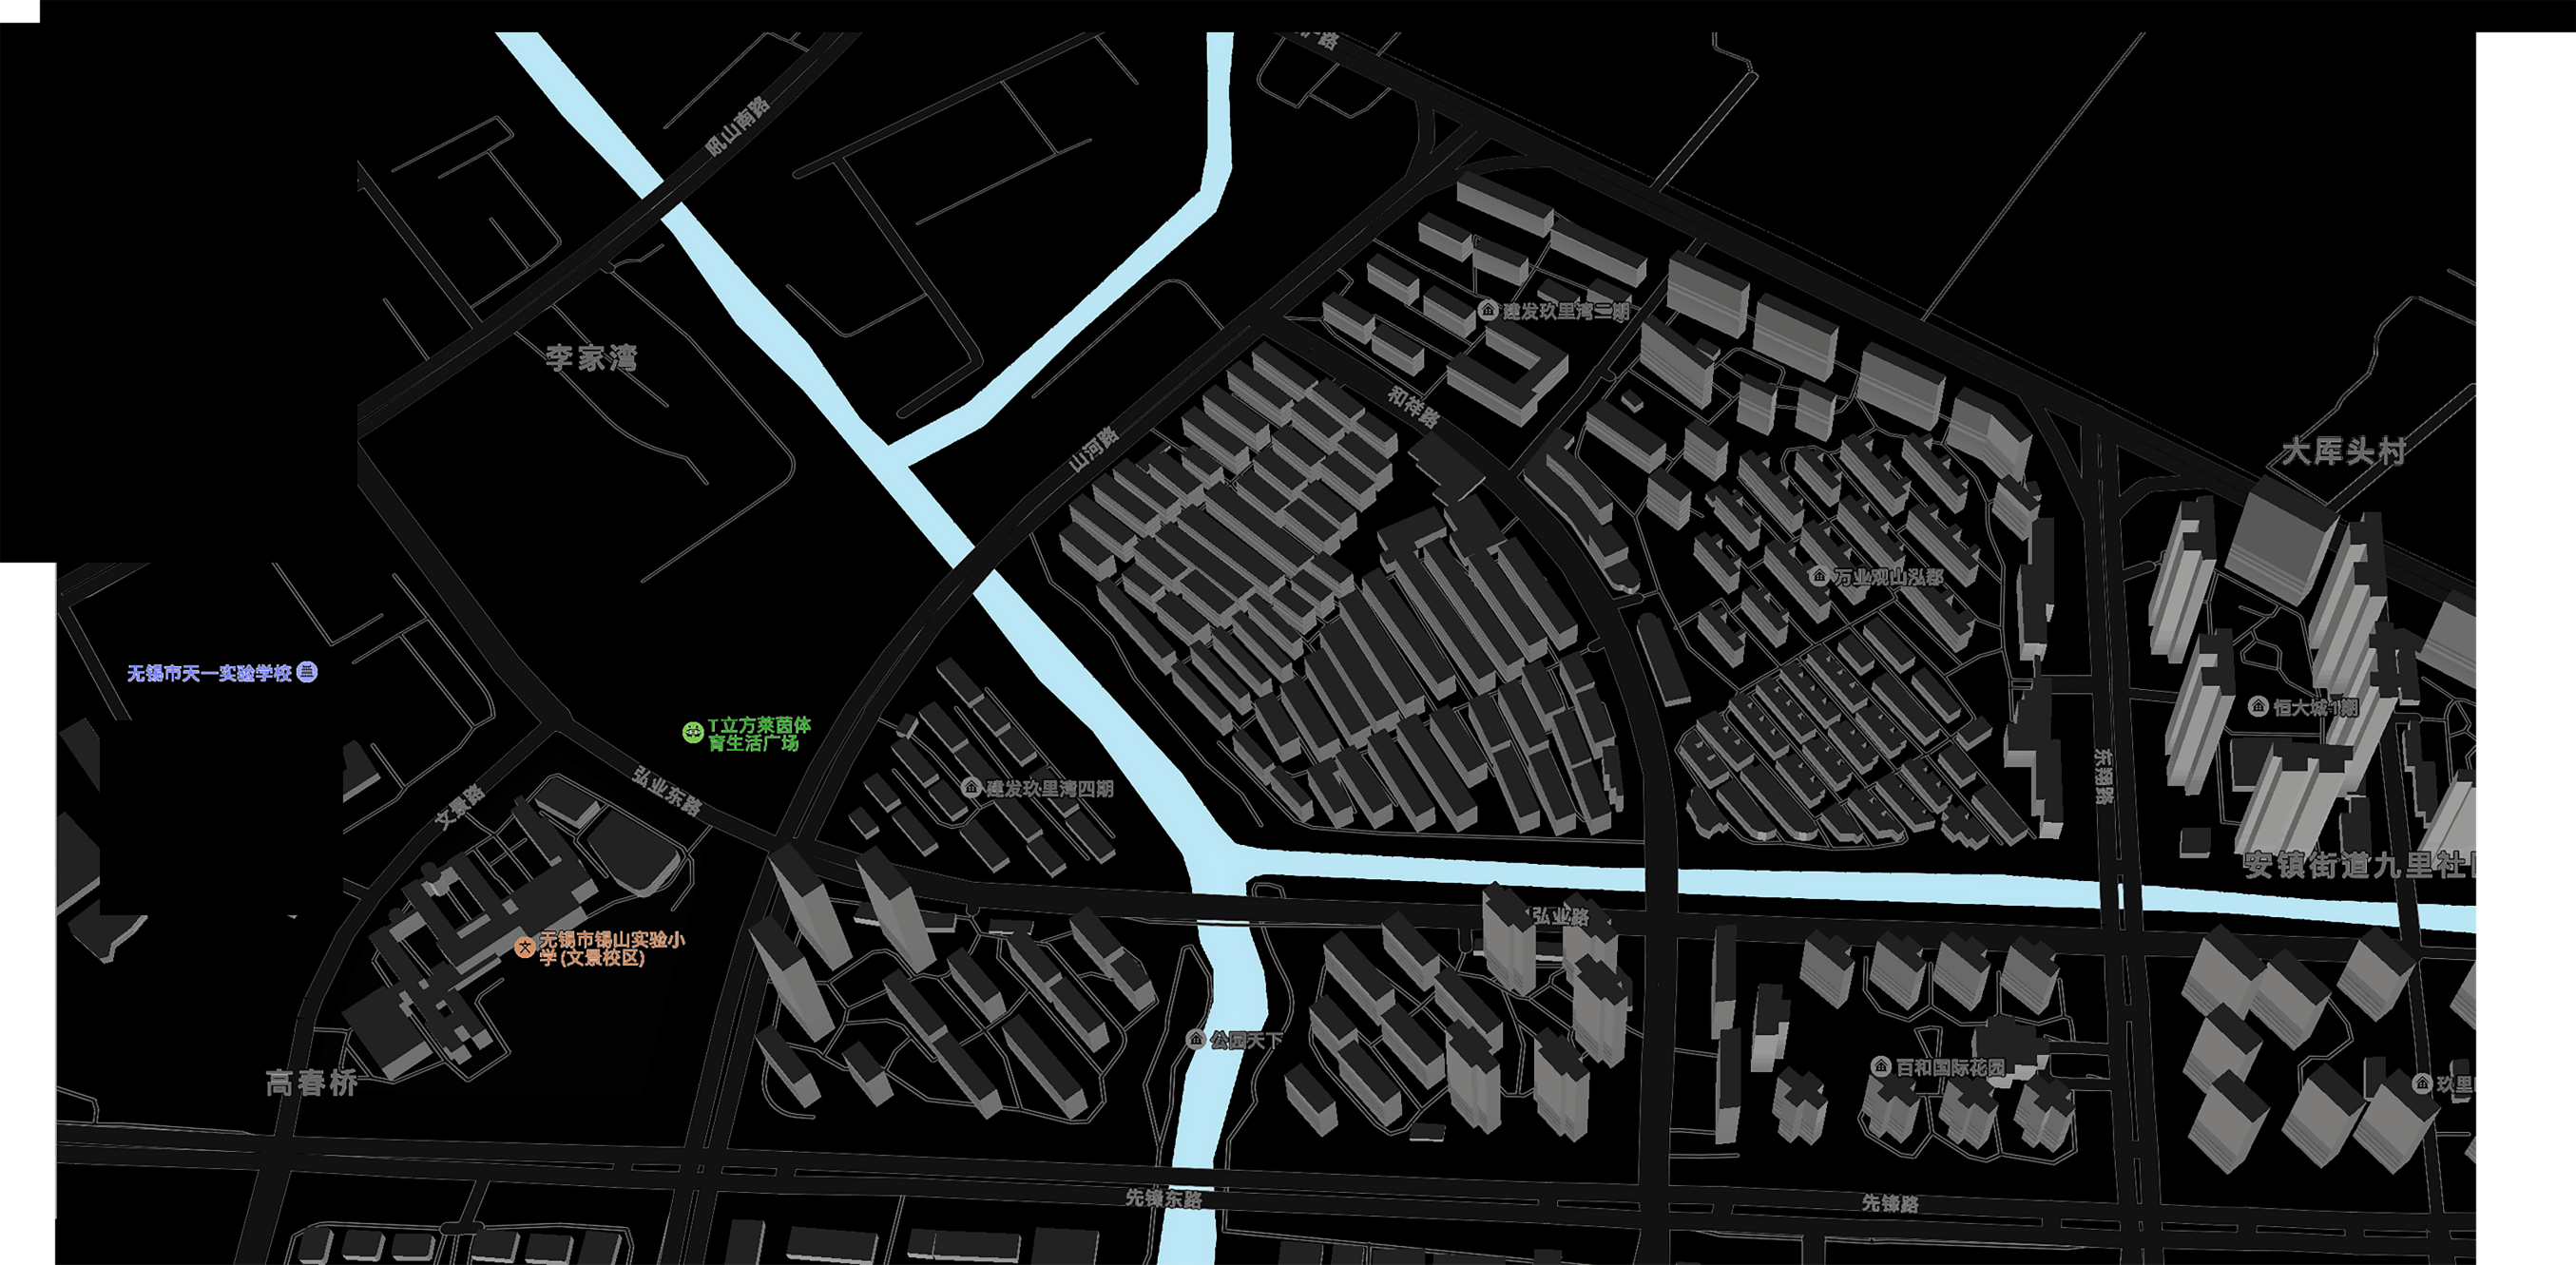 路
吼山南路
建发玖里湾二期
李家湾
和祥路
山河路
大厍头村
万业观山泓郡
无锡市天一实验学校
恒大城1期
T立方莱茵体
育生活广场
弘业东路
建发玖里湾四期
文景路
东翔路
安镇街道九里社
弘业路
无锡市锡山实验小
学(文景校区)
公园天下
百和国际花园
高春桥
玖里
先锋东路
先锋路